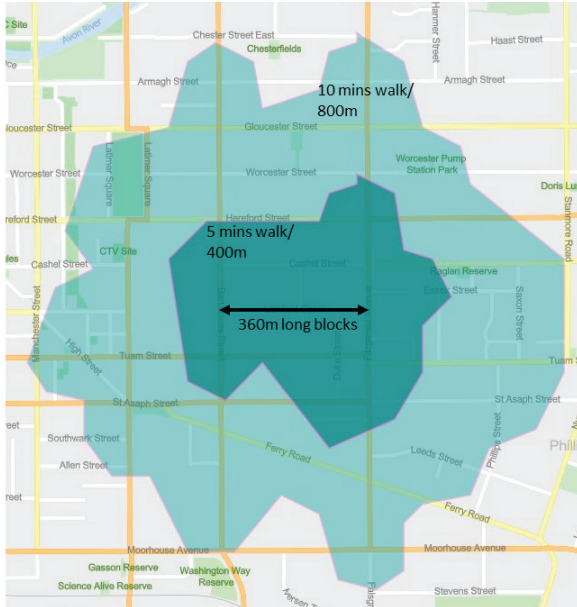 C Site
Avon River
Chester Street East
Chesterfields
Hanmer Street
Haast Street
Armagh Street
Armagh Street
10 mins walk/
800m
Gloucester Street
Gloucester Street
Latimer Square
Latimer Square
Worcester Street
Worcester Street
Worcester Pump
Station Park
Doris Lu
Stanmore Road
Hereford Street
ereford Street
5 mins walk/
400m
CTV Site
Cashel Street
Cashel Street
Raglan Reserve
Essex Street
Saxon Street
Manchester Street
360m long blocks
High Street
Tuam Street
Tuam Street
St Asaph Street
St Asaph Street
Southwark Street
Allen Street
Ferry Road
Leeds Street
Phillips Street
Philli
Ferry Road
Moorhouse Avenue
Moorhouse Avenue
Gasson Reserve
Science Alive Reserve
Washington Way
Reserve
Stevens Street